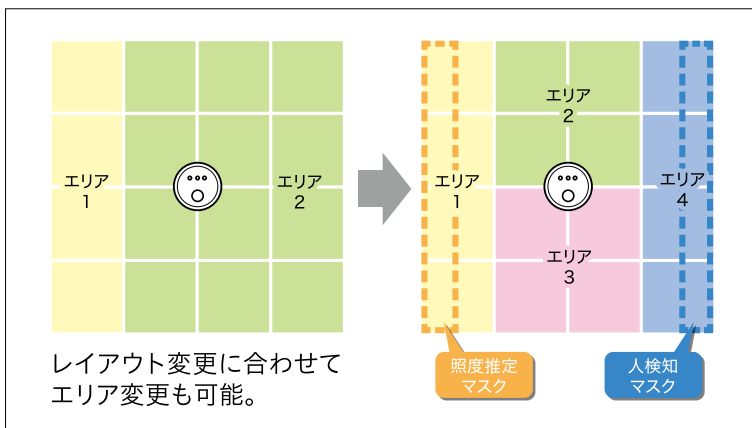 エリア
1
エリア
2
エリア
1
エリア
2
エリア
3
エリア
4
レイアウト変更に合わせて
エリア変更も可能。
照度推定
マスク
人検知
マスク